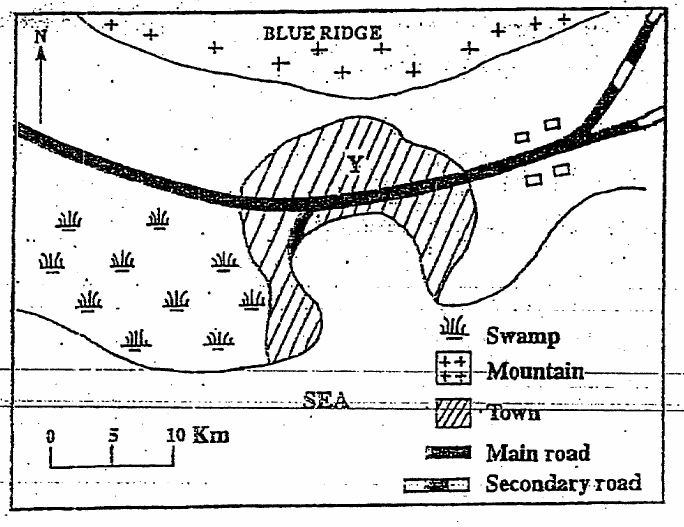 BLUE RIDGE
N
Y
Swamp
Mountain
SEA
Town
0 5 10 Km
Main road
Secondary road